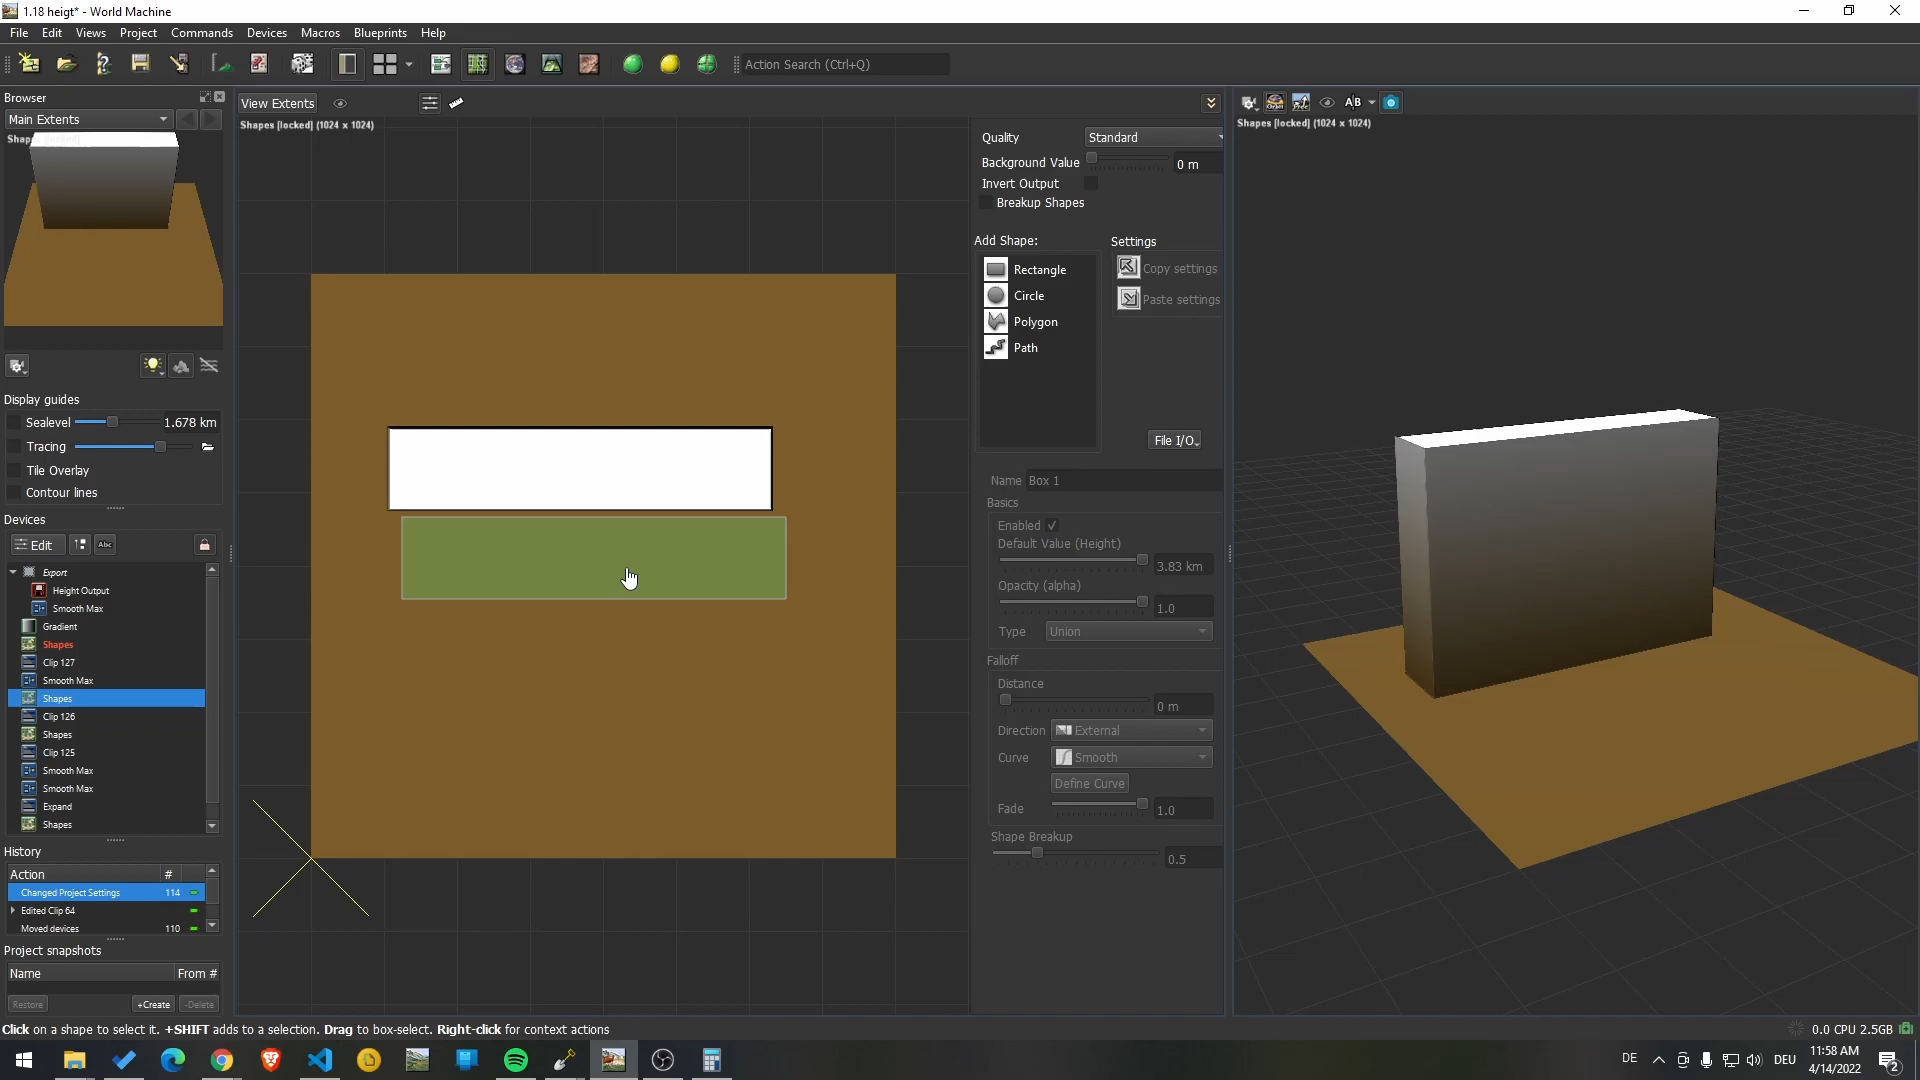 1.18 heigt* - World Machine
File Edit Views Project Commands Devices Macros Blueprints Help
Action Search (Ctrl+Q)
Browser
Main Extents
Shapes [locked]
Display guides
Sealevel 1.678 km
Tracing
Tile Overlay
Contour lines
Devices
Edit Abc
Export
Height Output
Smooth Max
Gradient
Shapes
Clip 127
Smooth Max
Shapes
Clip 126
Shapes
Clip 125
Smooth Max
Smooth Max
Expand
Shapes
History
Action #
Changed Project Settings 114
Edited Clip 64
Moved devices 110
Project snapshots
Name From #
Restore +Create -Delete
View Extents
Shapes [locked] (1024 x 1024)
Quality Standard
Background Value 0 m
Invert Output
Breakup Shapes
Add Shape:
Rectangle
Circle
Polygon
Path
Settings
Copy settings
Paste settings
File I/O
Name Box 1
Basics
Enabled
Default Value (Height)
3.83 km
Opacity (alpha)
1.0
Type Union
Falloff
Distance
0 m
Direction External
Curve Smooth
Define Curve
Fade 1.0
Shape Breakup
0.5
AB
Shapes [locked] (1024 x 1024)
Click on a shape to select it. +SHIFT adds to a selection. Drag to box-select. Right-click for context actions
0.0 CPU 2.5GB
DE DEU
11:58 AM
4/14/2022
2